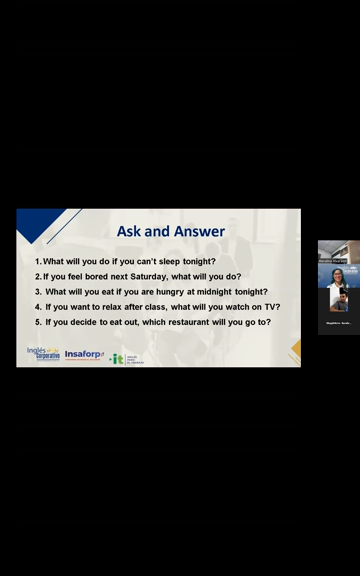 Ask and Answer
1. What will you do if you can't sleep tonight?
2. If you feel bored next Saturday, what will you do?
3. What will you eat if you are hungry at midnight tonight?
4. If you want to relax after class, what will you watch on TV?
5. If you decide to eat out, which restaurant will you go to?
Inglés
Corporativo
Insaforp
it